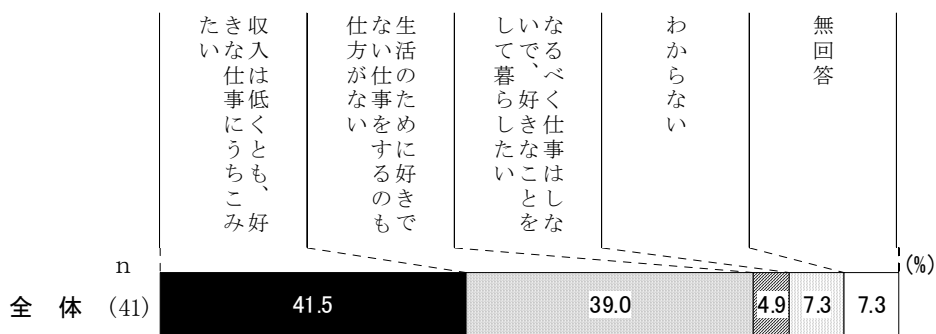 収入は低くとも、好
きな仕事にうちこみ
たい
生活のために好きで
ない仕事をするのも
仕方がない
なるべく仕事はしな
いで、好きなことを
して暮らしたい
わからない
無回答
n
(%)
全 体 (41)
41.5
39.0
4.9
7.3
7.3